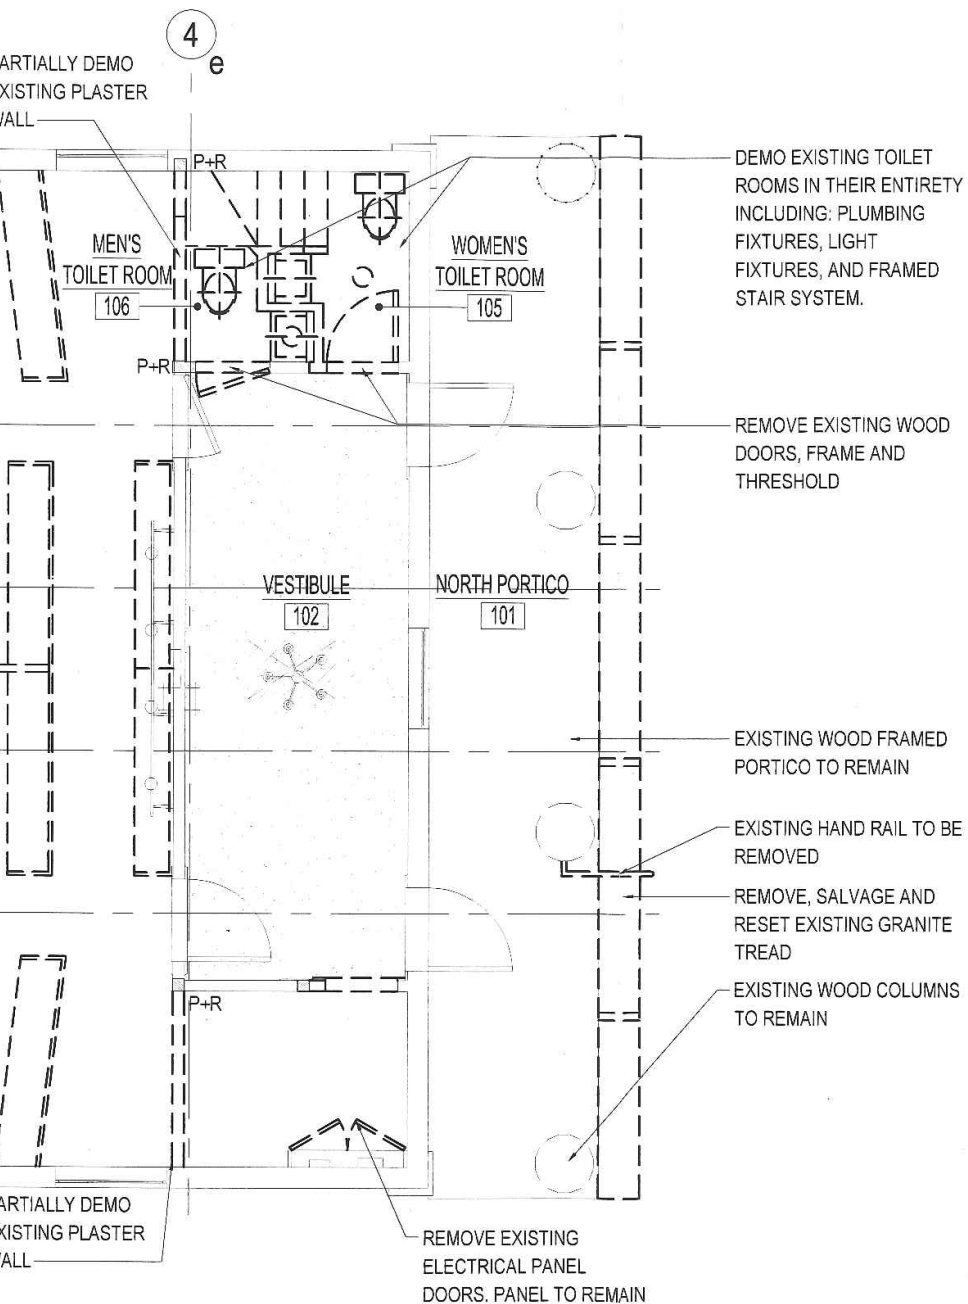 4
e
ARTIALLY DEMO
XISTING PLASTER
WALL
P+R
DEMO EXISTING TOILET
ROOMS IN THEIR ENTIRETY
INCLUDING: PLUMBING
FIXTURES, LIGHT
FIXTURES, AND FRAMED
STAIR SYSTEM.
MEN'S
TOILET ROOM
106
WOMEN'S
TOILET ROOM
105
P+R
REMOVE EXISTING WOOD
DOORS, FRAME AND
THRESHOLD
VESTIBULE
102
NORTH PORTICO
101
EXISTING WOOD FRAMED
PORTICO TO REMAIN
EXISTING HAND RAIL TO BE
REMOVED
REMOVE, SALVAGE AND
RESET EXISTING GRANITE
TREAD
EXISTING WOOD COLUMNS
TO REMAIN
P+R
ARTIALLY DEMO
XISTING PLASTER
WALL
REMOVE EXISTING
ELECTRICAL PANEL
DOORS. PANEL TO REMAIN